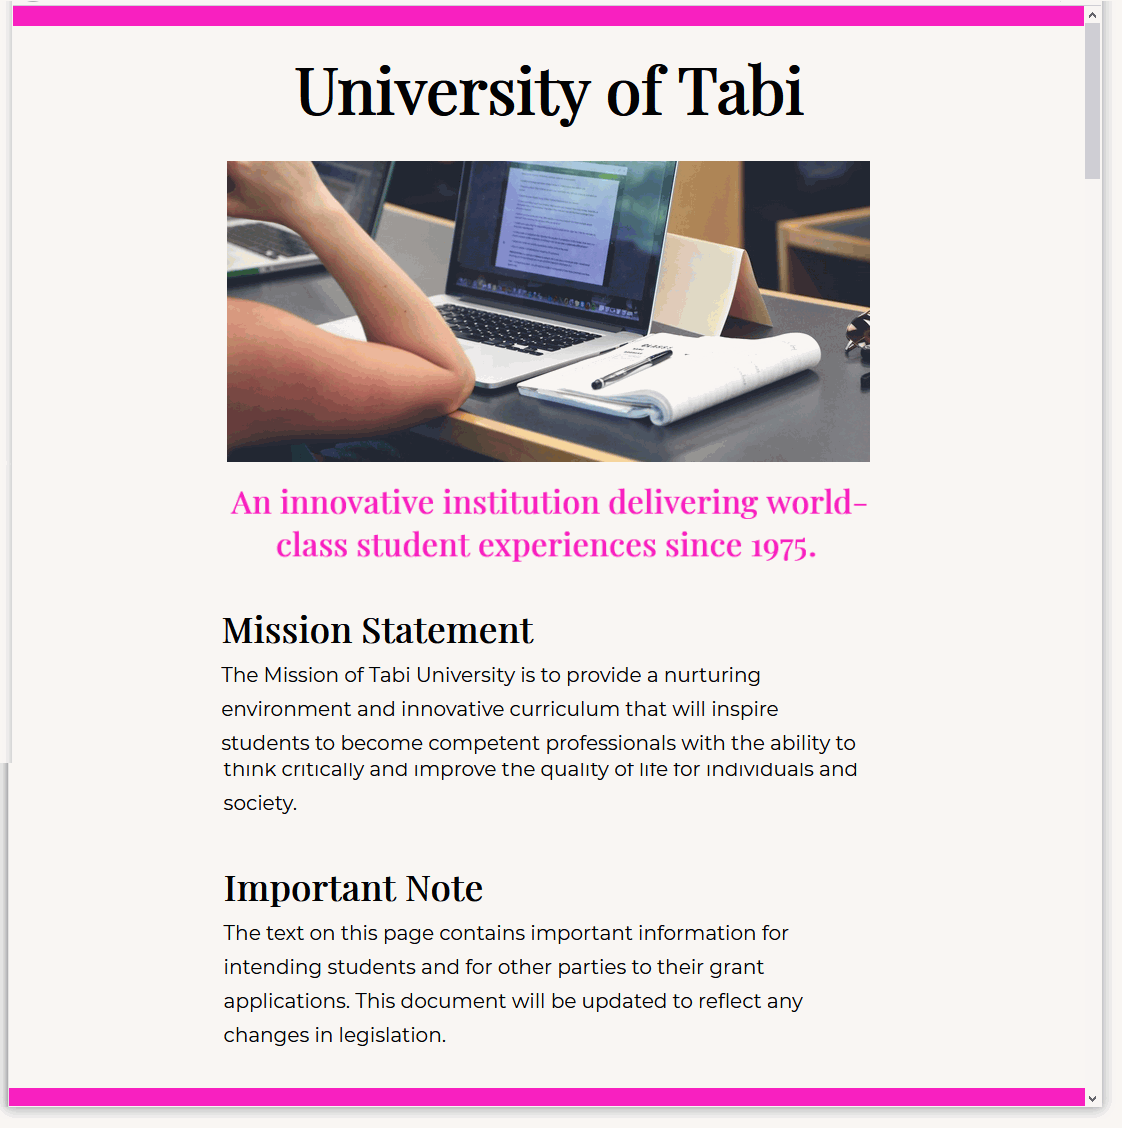 University of Tabi
An innovative institution delivering world-
class student experiences since 1975.
Mission Statement
The Mission of Tabi University is to provide a nurturing
environment and innovative curriculum that will inspire
students to become competent professionals with the ability to
think critically and improve the quality of life for individuals and
society.
Important Note
The text on this page contains important information for
intending students and for other parties to their grant
applications. This document will be updated to reflect any
changes in legislation.